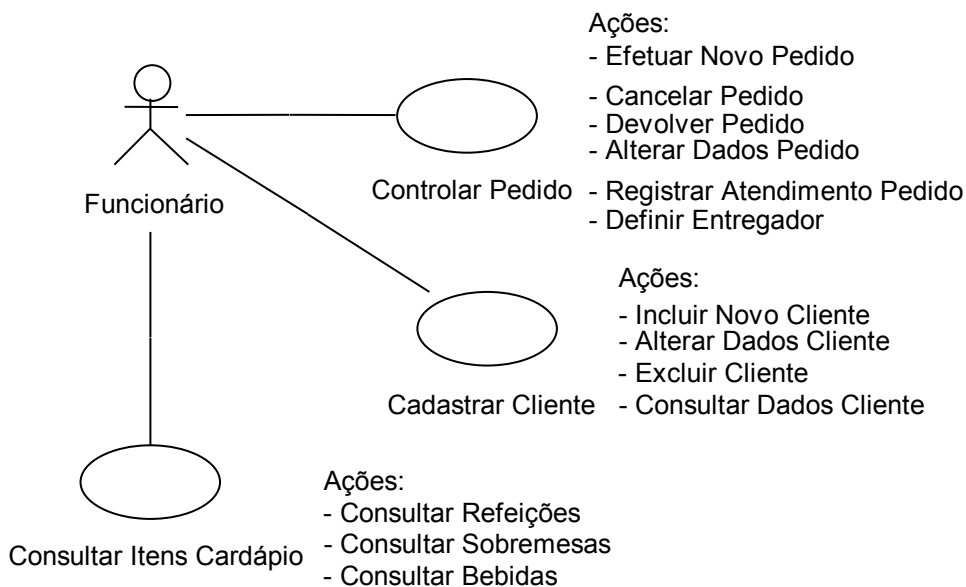 Ações:
- Efetuar Novo Pedido
- Cancelar Pedido
- Devolver Pedido
- Alterar Dados Pedido
- Registrar Atendimento Pedido
- Definir Entregador
Controlar Pedido
Funcionário
Ações:
- Incluir Novo Cliente
- Alterar Dados Cliente
- Excluir Cliente
- Consultar Dados Cliente
Cadastrar Cliente
Ações:
- Consultar Refeições
- Consultar Sobremesas
- Consultar Bebidas
Consultar Itens Cardápio